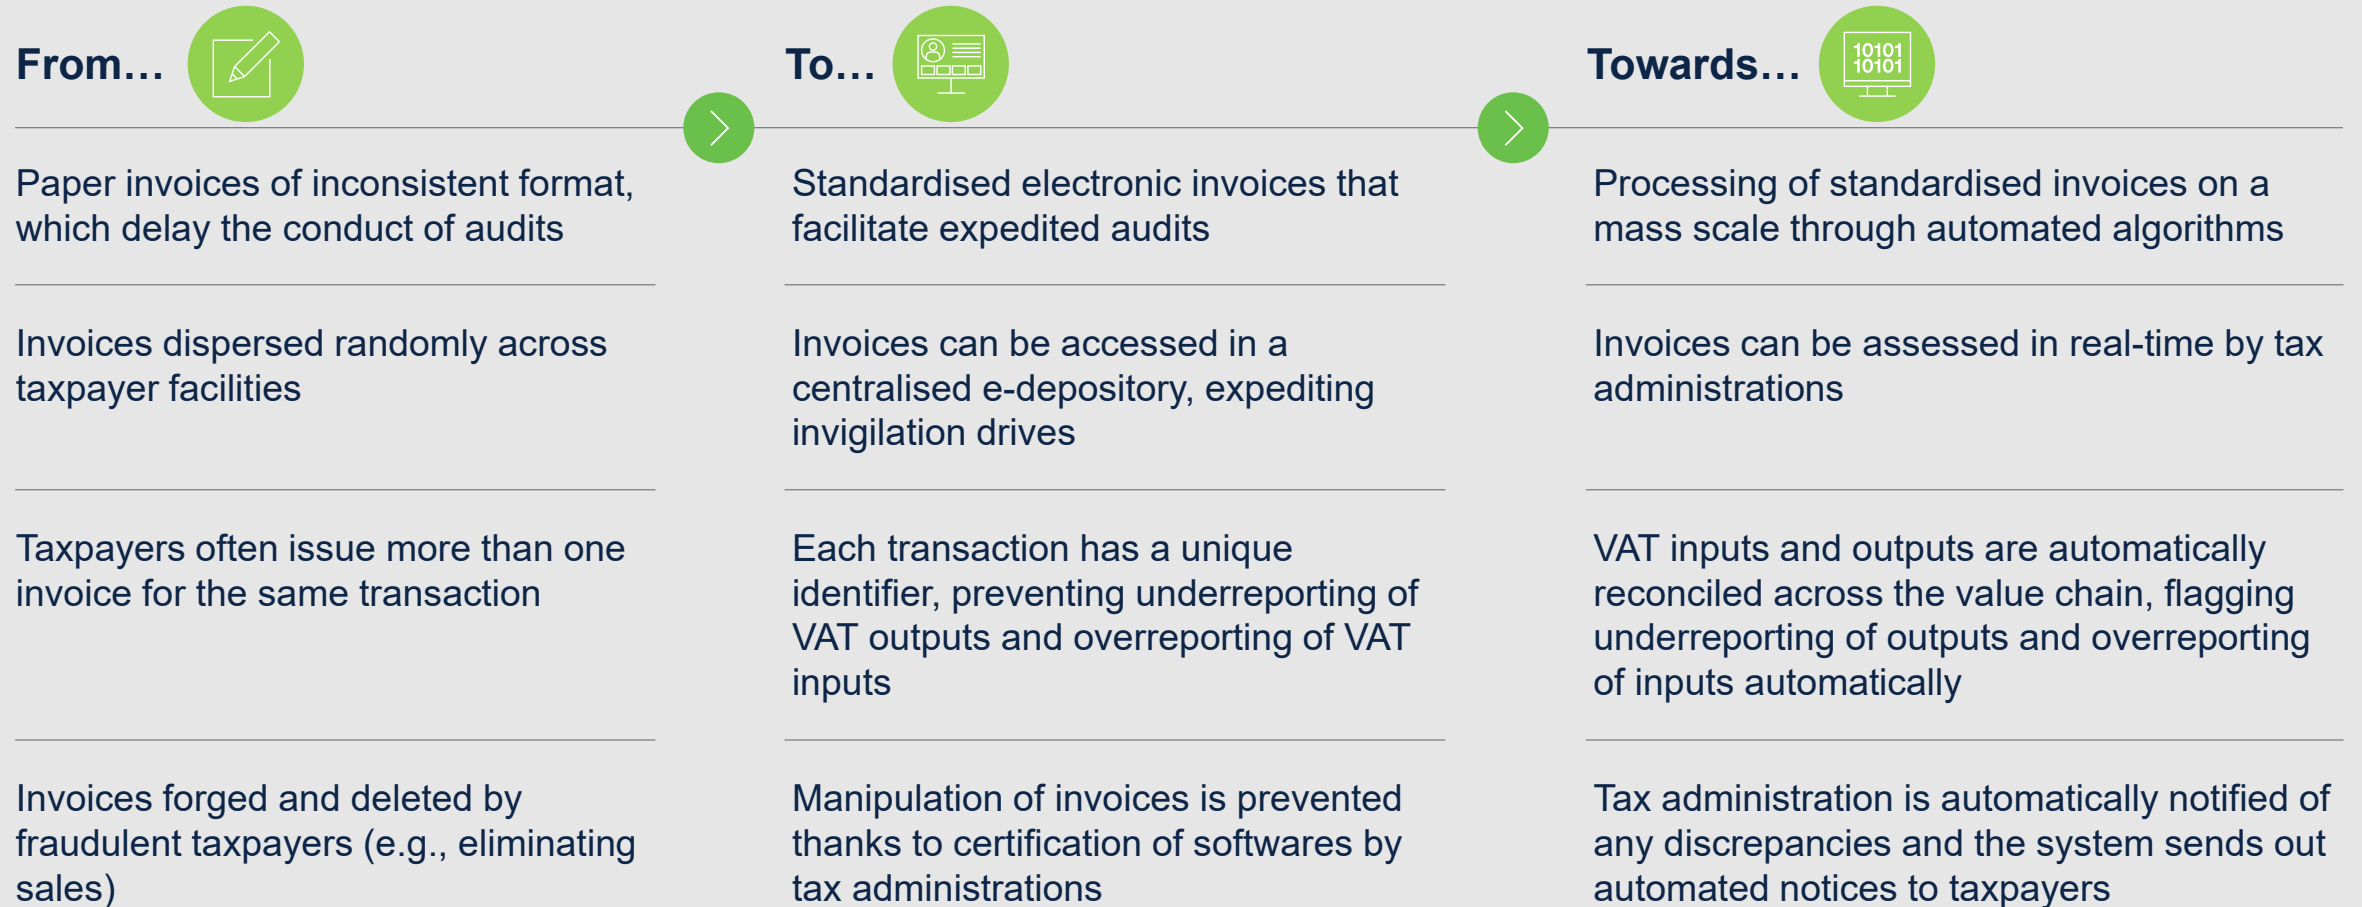 From…
To…
Towards…
10101
10101
Paper invoices of inconsistent format,
which delay the conduct of audits
Standardised electronic invoices that
facilitate expedited audits
Processing of standardised invoices on a
mass scale through automated algorithms
Invoices dispersed randomly across
taxpayer facilities
Invoices can be accessed in a
centralised e-depository, expediting
invigilation drives
Invoices can be assessed in real-time by tax
administrations
Taxpayers often issue more than one
invoice for the same transaction
Each transaction has a unique
identifier, preventing underreporting of
VAT outputs and overreporting of VAT
inputs
VAT inputs and outputs are automatically
reconciled across the value chain, flagging
underreporting of outputs and overreporting
of inputs automatically
Invoices forged and deleted by
fraudulent taxpayers (e.g., eliminating
sales)
Manipulation of invoices is prevented
thanks to certification of softwares by
tax administrations
Tax administration is automatically notified of
any discrepancies and the system sends out
automated notices to taxpayers